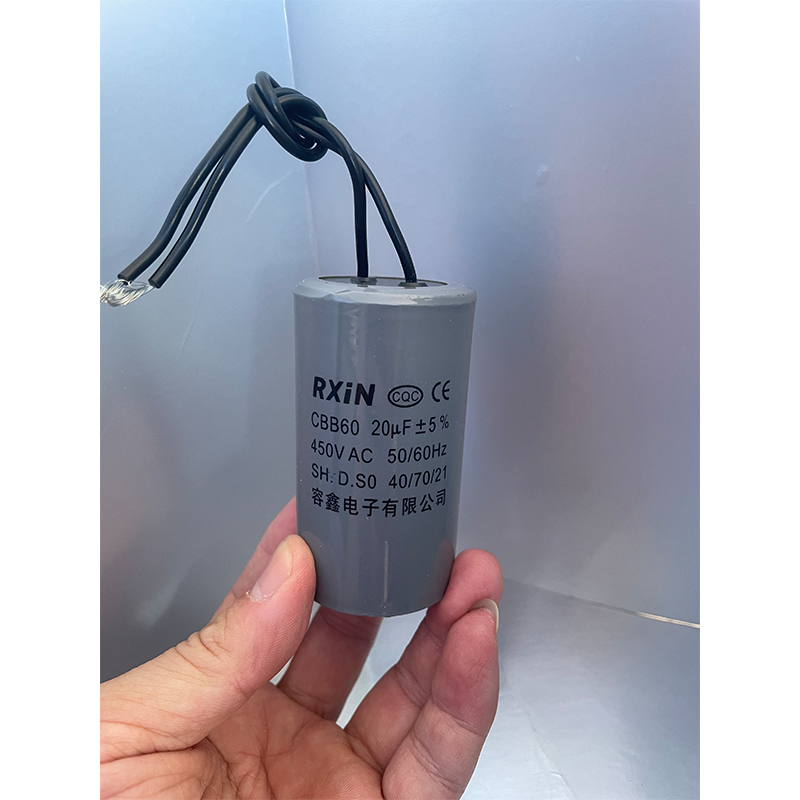 RXiN CQC CE
CBB60 20μF±5%
450V AC 50/60Hz
SH. D.S0 40/70/21
容鑫电子有限公司